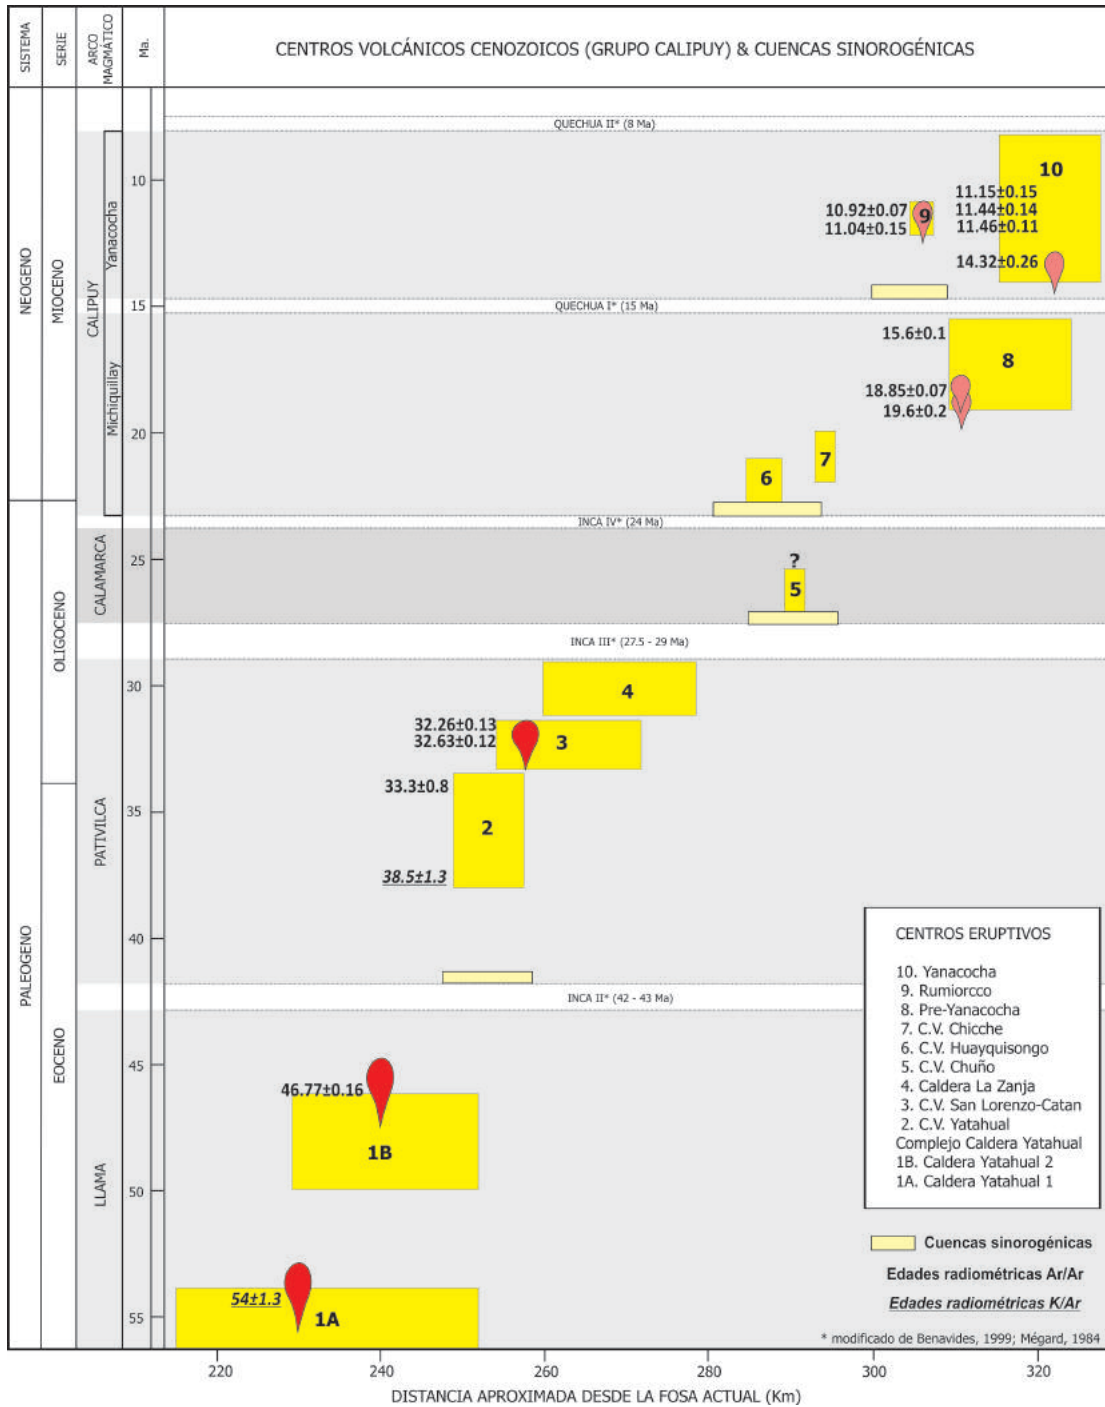 SISTEMA
SERIE
ARCO
MAGMÁTICO
Ma.
CENTROS VOLCÁNICOS CENOZOICOS (GRUPO CALIPUY) & CUENCAS SINOROGÉNICAS
NEOGENO
PALEOGENO
MIOCENO
OLIGOCENO
EOCENO
CALIPUY
Yanacocha
Michiquillay
CALAMARCA
PATIVILCA
LLAMA
10
15
20
25
30
35
40
45
50
55
QUECHUA II* (8 Ma)
10
11.15±0.15
11.44±0.14
11.46±0.11
10.92±0.07
11.04±0.15
9
14.32±0.26
QUECHUA I* (15 Ma)
15.6±0.1
8
18.85±0.07
19.6±0.2
7
6
INCA IV* (24 Ma)
?
5
INCA III* (27.5 - 29 Ma)
4
32.26±0.13
32.63±0.12
3
33.3±0.8
2
38.5±1.3
INCA II* (42 - 43 Ma)
46.77±0.16
1B
54±1.3
1A
CENTROS ERUPTIVOS
10. Yanacocha
9. Rumiorcco
8. Pre-Yanacocha
7. C.V. Chicche
6. C.V. Huayquisongo
5. C.V. Chuño
4. Caldera La Zanja
3. C.V. San Lorenzo-Catan
2. C.V. Yatahual
Complejo Caldera Yatahual
1B. Caldera Yatahual 2
1A. Caldera Yatahual 1
Cuencas sinorogénicas
Edades radiométricas Ar/Ar
Edades radiométricas K/Ar
* modificado de Benavides, 1999; Mégard, 1984
220
240
260
280
300
320
DISTANCIA APROXIMADA DESDE LA FOSA ACTUAL (Km)